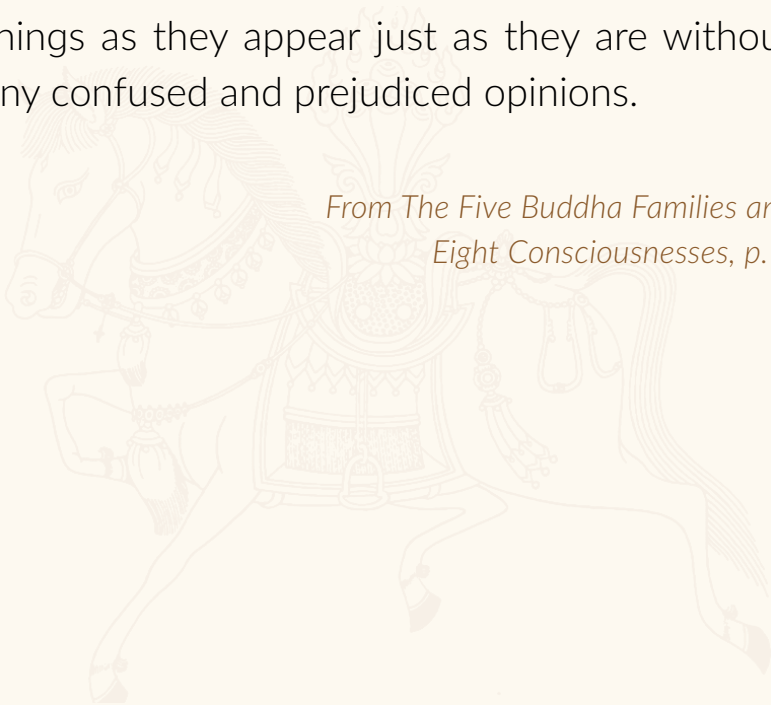 hings as they appear just as they are withou
ny confused and prejudiced opinions.
From The Five Buddha Families ar
Eight Consciousnesses, p.